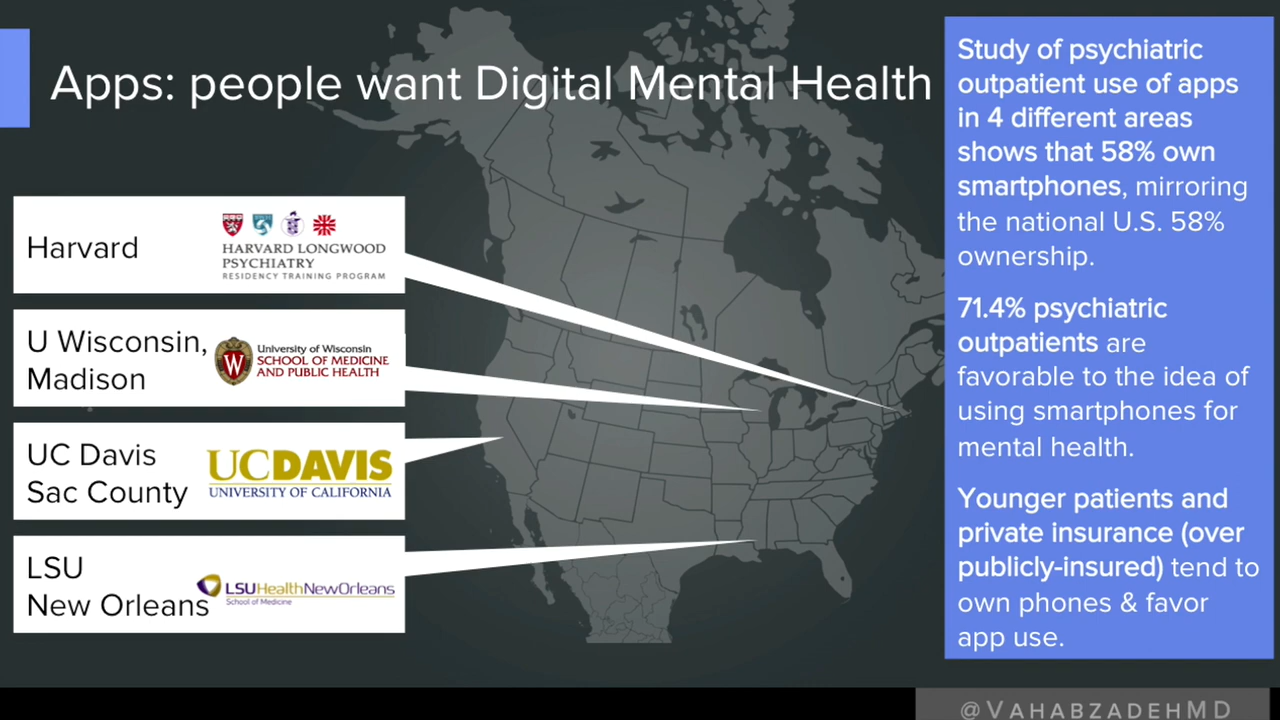 Apps: people want Digital Mental Health
Harvard
HARVARD LONGWOOD
PSYCHIATRY
RESIDENCY TRAINING PROGRAM
U Wisconsin,
Madison
W
University of Wisconsin
SCHOOL OF MEDICINE
AND PUBLIC HEALTH
UC Davis
Sac County
UCDAVIS
UNIVERSITY OF CALIFORNIA
LSU
New Orleans
LSUHealthNewOrleans
School of Medicine
Study of psychiatric
outpatient use of apps
in 4 different areas
shows that 58% own
smartphones, mirroring
the national U.S. 58%
ownership.
71.4% psychiatric
outpatients are
favorable to the idea of
using smartphones for
mental health.
Younger patients and
private insurance (over
publicly-insured) tend to
own phones & favor
app use.
@VAHABZADEHMD